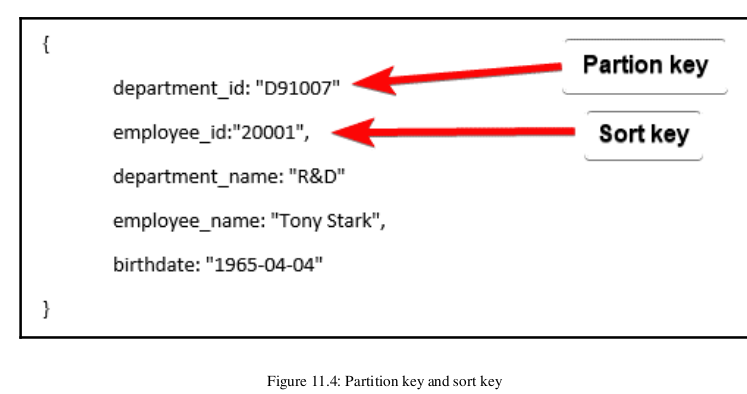 {
department_id: "D91007"
Partion key
employee_id:"20001",
Sort key
department_name: "R&D"
employee_name: "Tony Stark",
birthdate: "1965-04-04"
}
Figure 11.4: Partition key and sort key